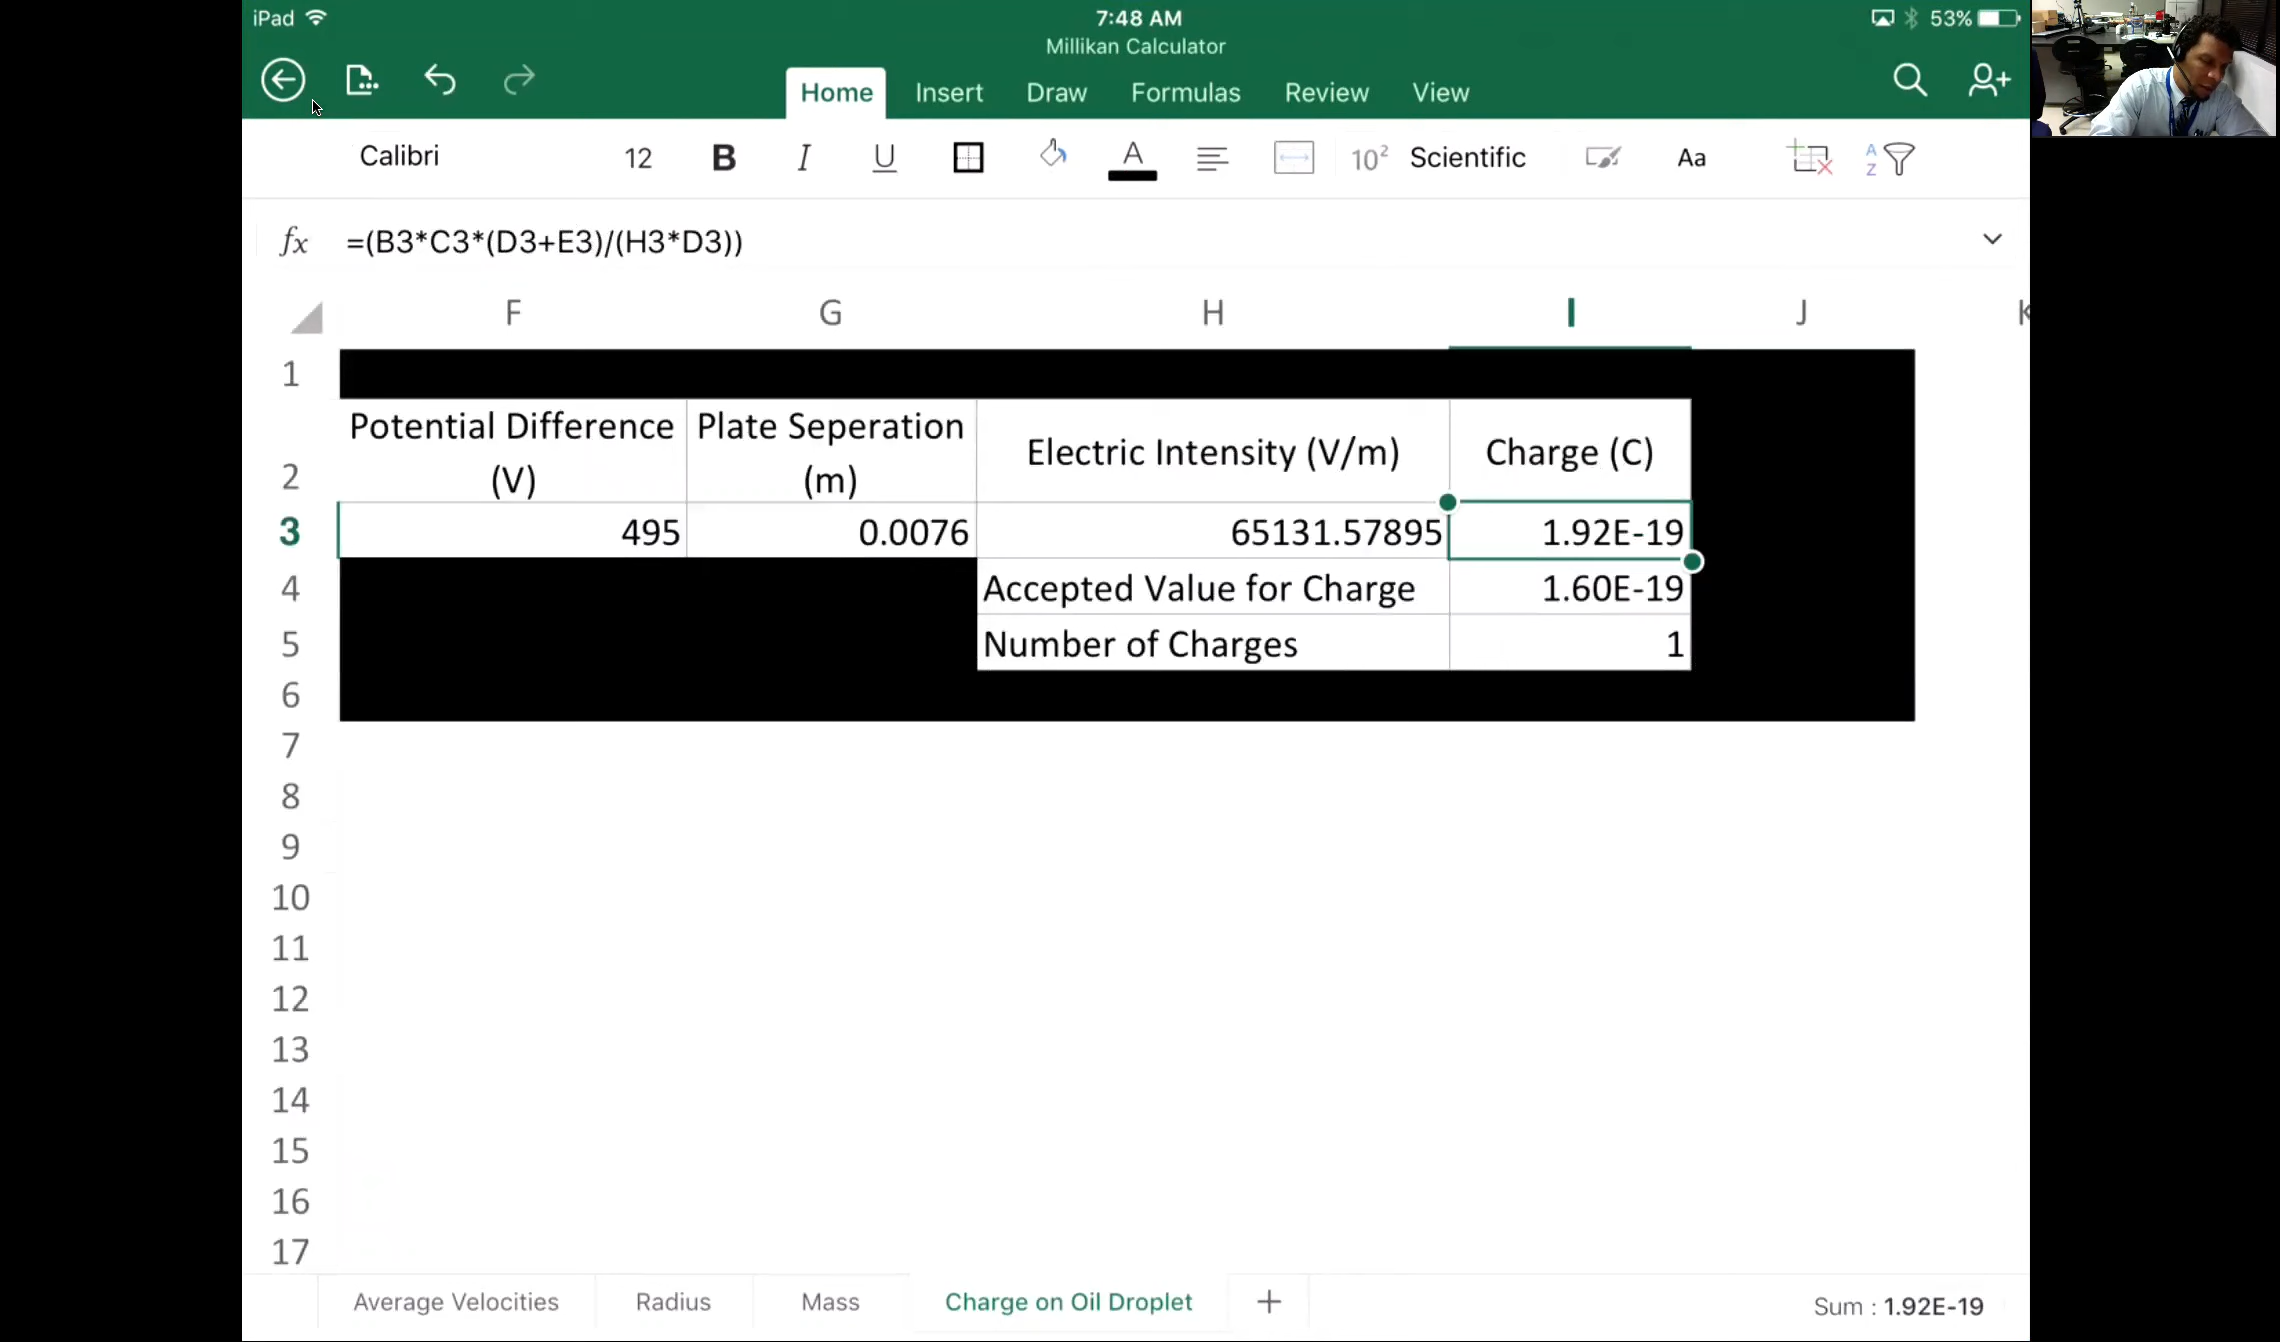 iPad
7:48 AM
53%
Millikan Calculator
Home Insert Draw Formulas Review View
Calibri 12 B I U A 10² Scientific Aa A Z
fx =(B3*C3*(D3+E3)/(H3*D3))
F G H I J K
1
2 Potential Difference (V) Plate Seperation (m) Electric Intensity (V/m) Charge (C)
3 495 0.0076 65131.57895 1.92E-19
4 Accepted Value for Charge 1.60E-19
5 Number of Charges 1
6
7
8
9
10
11
12
13
14
15
16
17
Average Velocities Radius Mass Charge on Oil Droplet + Sum : 1.92E-19